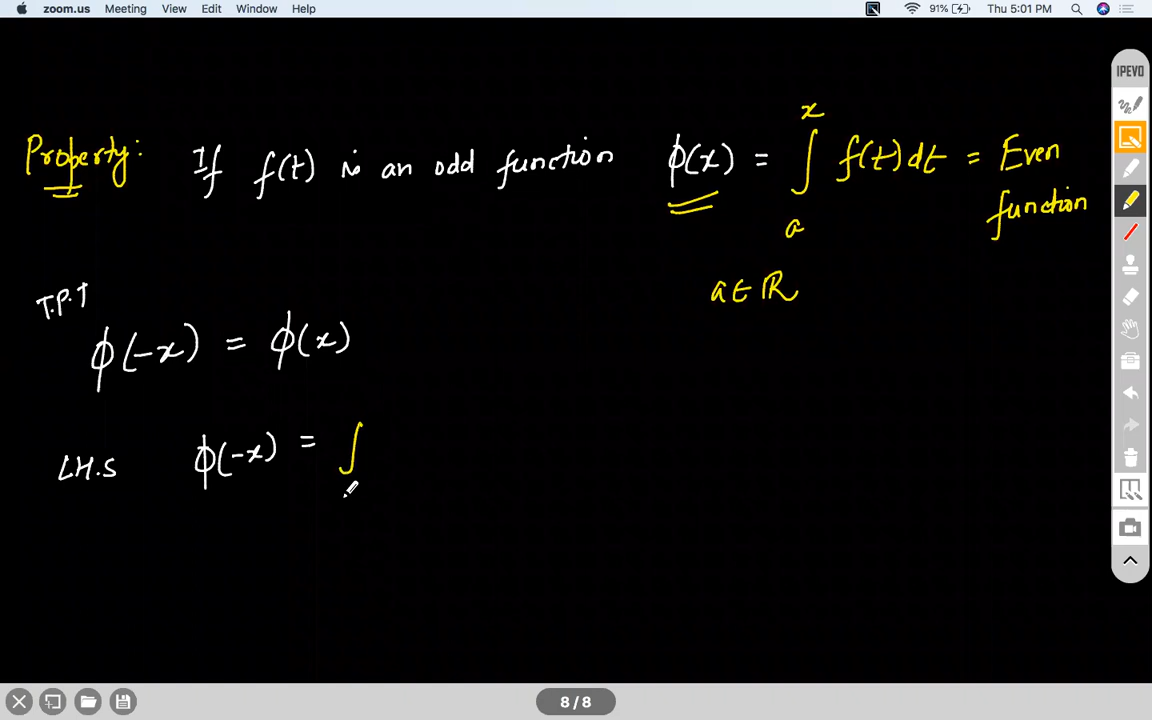 zoom.us Meeting View Edit Window Help 91% Thu 5:01 PM
IPEVO
Property: If f(t) is an odd function ϕ(x) = ∫ₐˣ f(t)dt = Even
function
a∈ℝ
T.P.T
ϕ(-x) = ϕ(x)
L.H.S ϕ(-x) = ∫
8 / 8